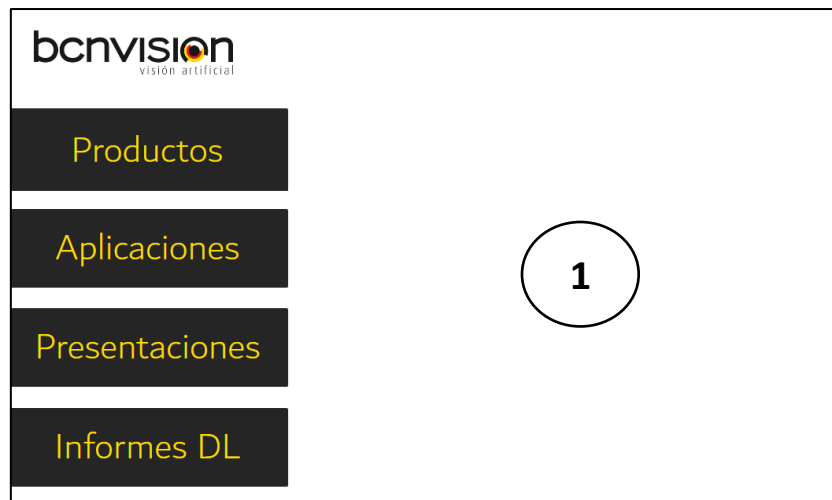 bcnvision
visión artificial
Productos
Aplicaciones
1
Presentaciones
Informes DL